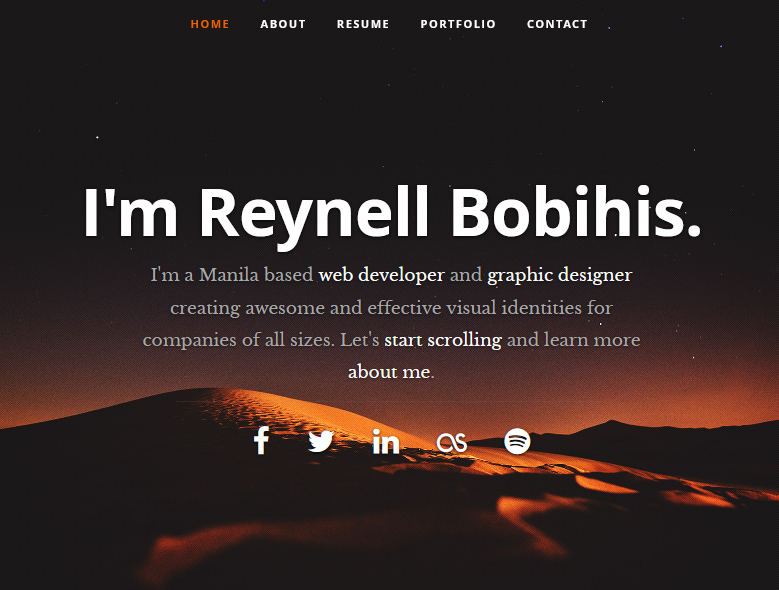 HOME ABOUT RESUME PORTFOLIO CONTACT
I'm Reynell Bobihis.
I'm a Manila based web developer and graphic designer
creating awesome and effective visual identities for
companies of all sizes. Let's start scrolling and learn more
about me.